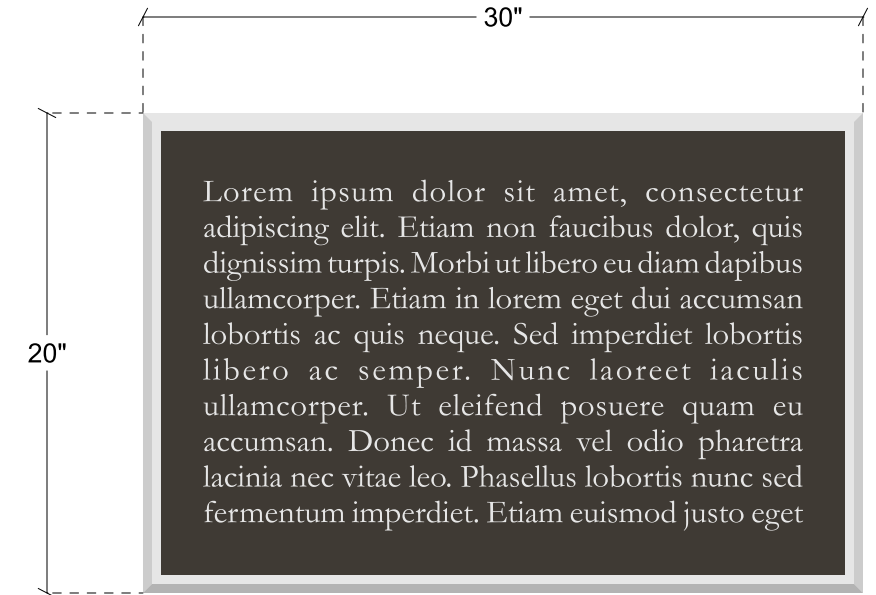 30"
20"
Lorem ipsum dolor sit amet, consectetur
adipiscing elit. Etiam non faucibus dolor, quis
dignissim turpis. Morbi ut libero eu diam dapibus
ullamcorper. Etiam in lorem eget dui accumsan
lobortis ac quis neque. Sed imperdiet lobortis
libero ac semper. Nunc laoreet iaculis
ullamcorper. Ut eleifend posuere quam eu
accumsan. Donec id massa vel odio pharetra
lacinia nec vitae leo. Phasellus lobortis nunc sed
fermentum imperdiet. Etiam euismod justo eget